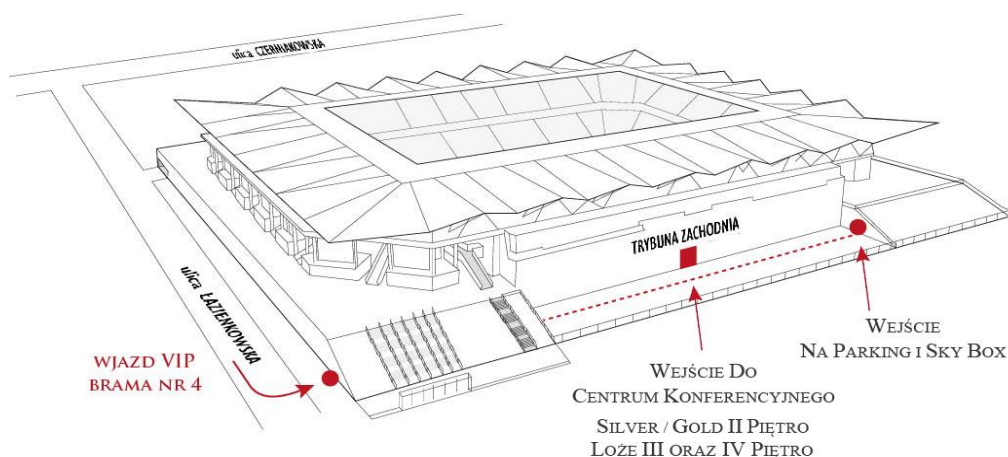 ulica CZERNIAKOWSKA
TRYBUNA ZACHODNIA
ulica ŁAZIENKOWSKA
WJAZD VIP
BRAMA NR 4
WEJŚCIE
NA PARKING I SKY BOX
WEJŚCIE DO
CENTRUM KONFERENCYJNEGO
SILVER / GOLD II PIĘTRO
LOŻE III ORAZ IV PIĘTRO